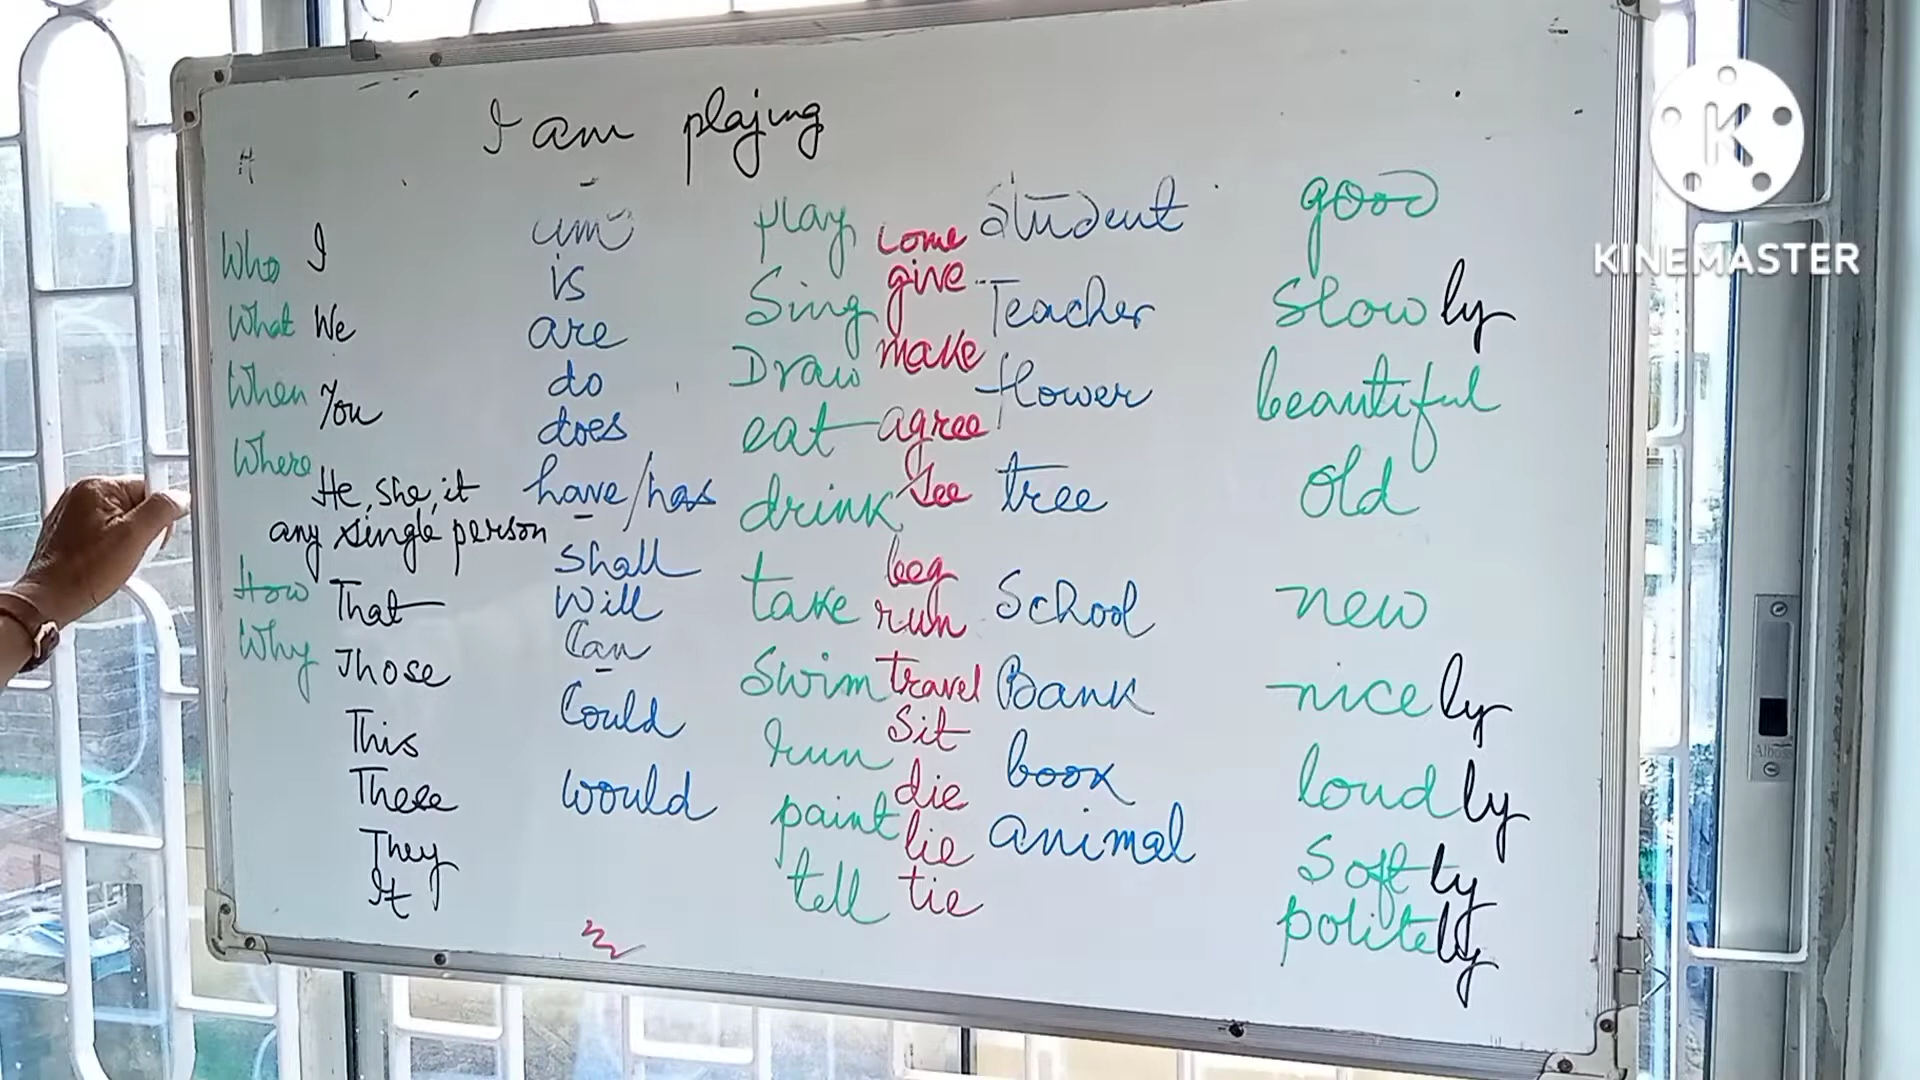 I am playing
Who
What
When
Where
How
Why
I
We
You
He, she, it
any single person
That
Those
This
These
They
It
am
is
are
do
does
have/has
shall
Will
Can
Could
would
play
Sing
Draw
eat
drink
take
Swim
run
paint
tell
come
give
make
agree
See
beg
run
travel
Sit
die
lie
tie
Student
Teacher
flower
tree
School
Bank
book
animal
good
slowly
beautiful
old
new
nicely
loudly
Softly
politely
K
KINEMASTER